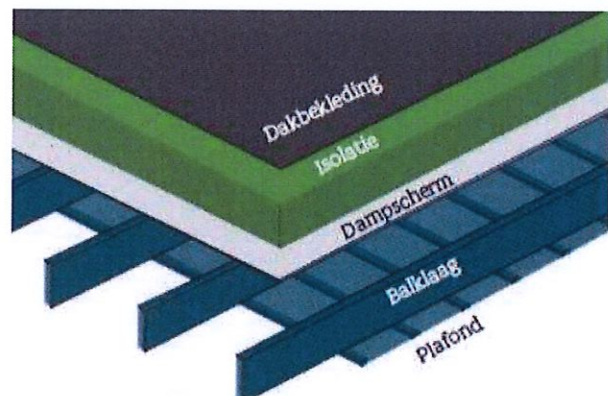 Dakbekleding
Isolatie
Dampscherm
Balklaag
Plafond